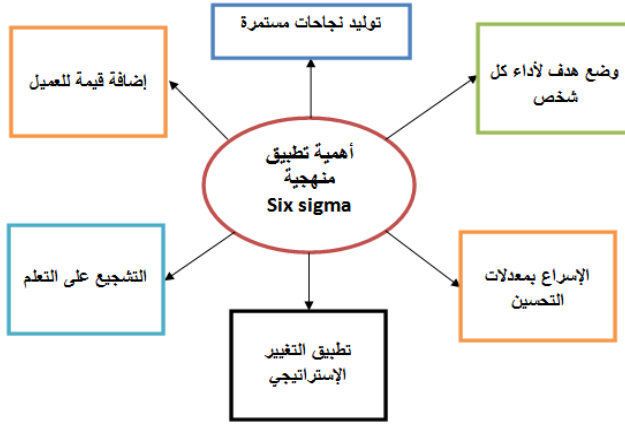 توليد نجاحات مستمرة
وضع هدف لأداء كل
شخص
إضافة قيمة للعميل
أهمية تطبيق
منهجية
Six sigma
الإسراع بمعدلات
التحسين
التشجيع على التعلم
تطبيق التغيير
الإستراتيجي